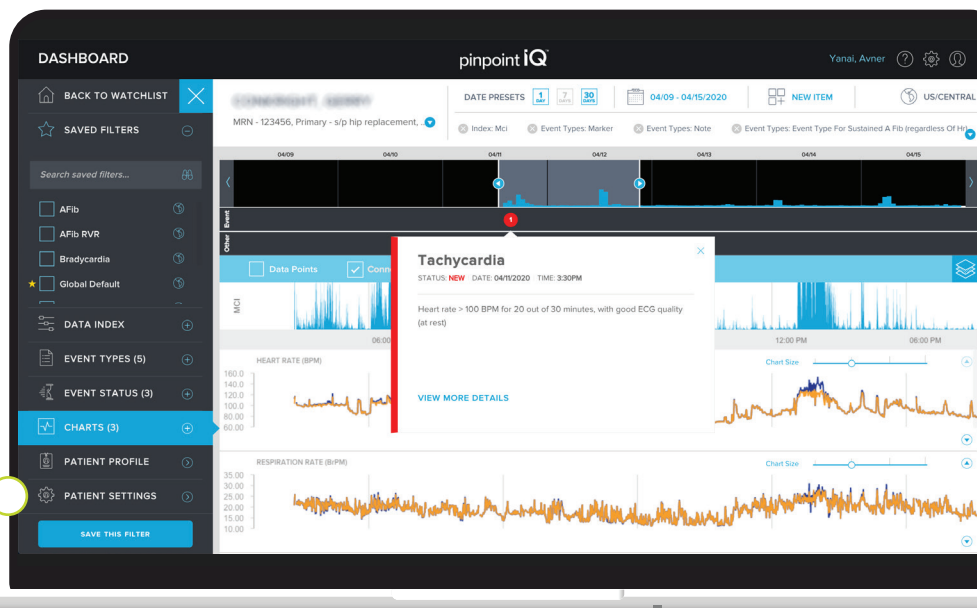 DASHBOARD
pinpoint iQ™
Yanai, Avner
BACK TO WATCHLIST
SAVED FILTERS
Search saved filters...
AFib
AFib RVR
Bradycardia
Global Default
DATA INDEX
EVENT TYPES (5)
EVENT STATUS (3)
CHARTS (3)
PATIENT PROFILE
PATIENT SETTINGS
SAVE THIS FILTER
MRN - 123456, Primary - s/p hip replacement, ..
DATE PRESETS
1 DAY
7 DAYS
30 DAYS
04/09 - 04/15/2020
NEW ITEM
US/CENTRAL
Index: Mci
Event Types: Marker
Event Types: Note
Event Types: Event Type For Sustained A Fib (regardless Of
04/09 04/10 04/11 04/12 04/13 04/14 04/15
Event
1
Other
Data Points
Conn
Tachycardia
STATUS: NEW DATE: 04/11/2020 TIME: 3:30PM
Heart rate > 100 BPM for 20 out of 30 minutes, with good ECG quality
(at rest)
VIEW MORE DETAILS
MCI
06:00
12:00 PM
06:00 PM
HEART RATE (BPM)
Chart Size
160.0
140.0
120.0
100.0
80.00
60.00
RESPIRATION RATE (BrPM)
Chart Size
35.00
30.00
25.00
20.00
15.00
10.00